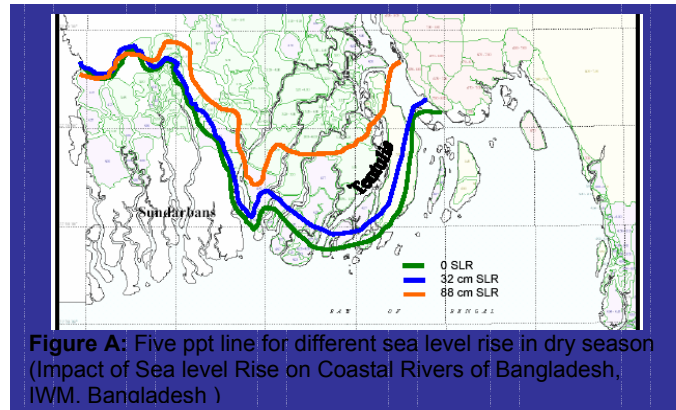 Sundarbans
Tentulia
0 SLR
32 cm SLR
88 cm SLR
BAY OF BENGAL
Figure A: Five ppt line for different sea level rise in dry season
(Impact of Sea level Rise on Coastal Rivers of Bangladesh,
IWM. Bangladesh )